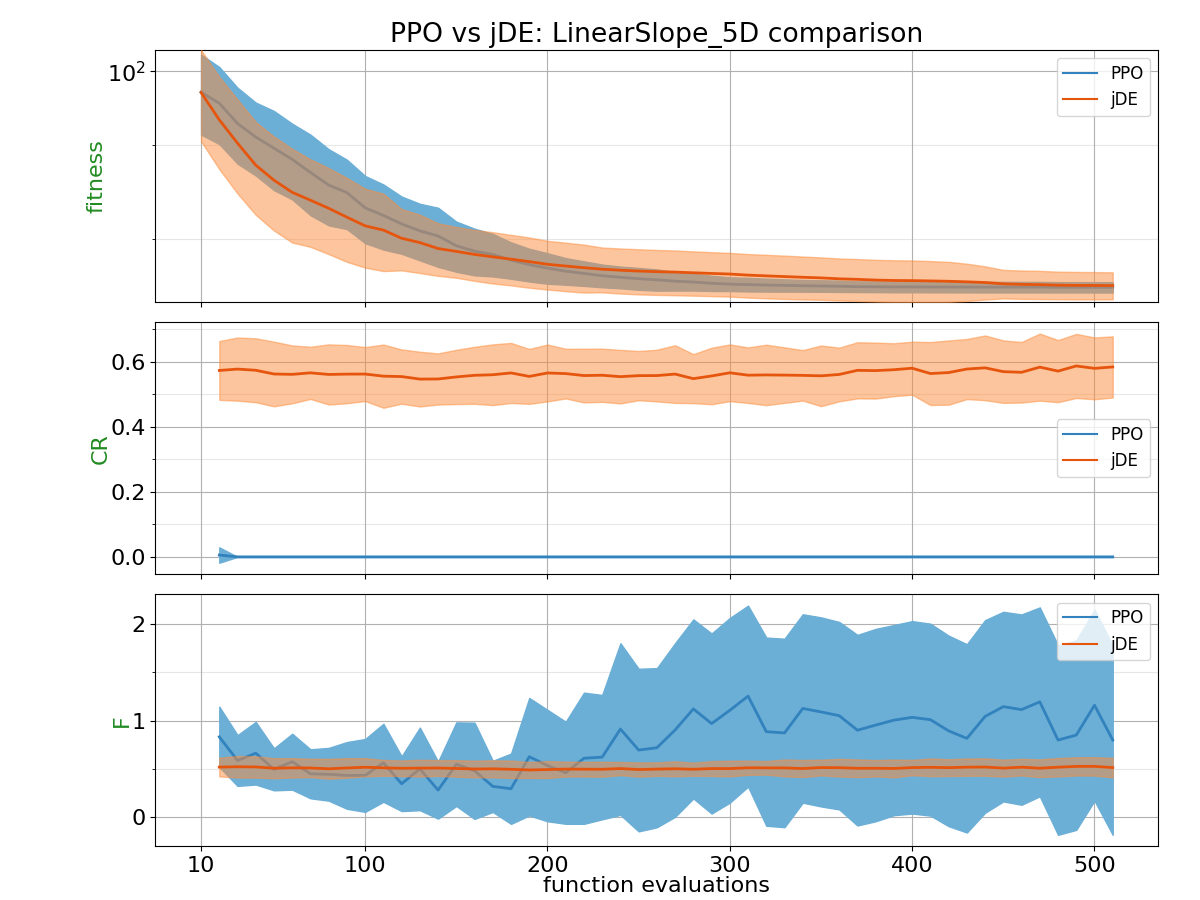 PPO vs jDE: LinearSlope_5D comparison
10²
fitness
PPO
jDE
0.6
0.4
0.2
0.0
CR
PPO
jDE
2
1
0
F
PPO
jDE
10 100 200 300 400 500
function evaluations